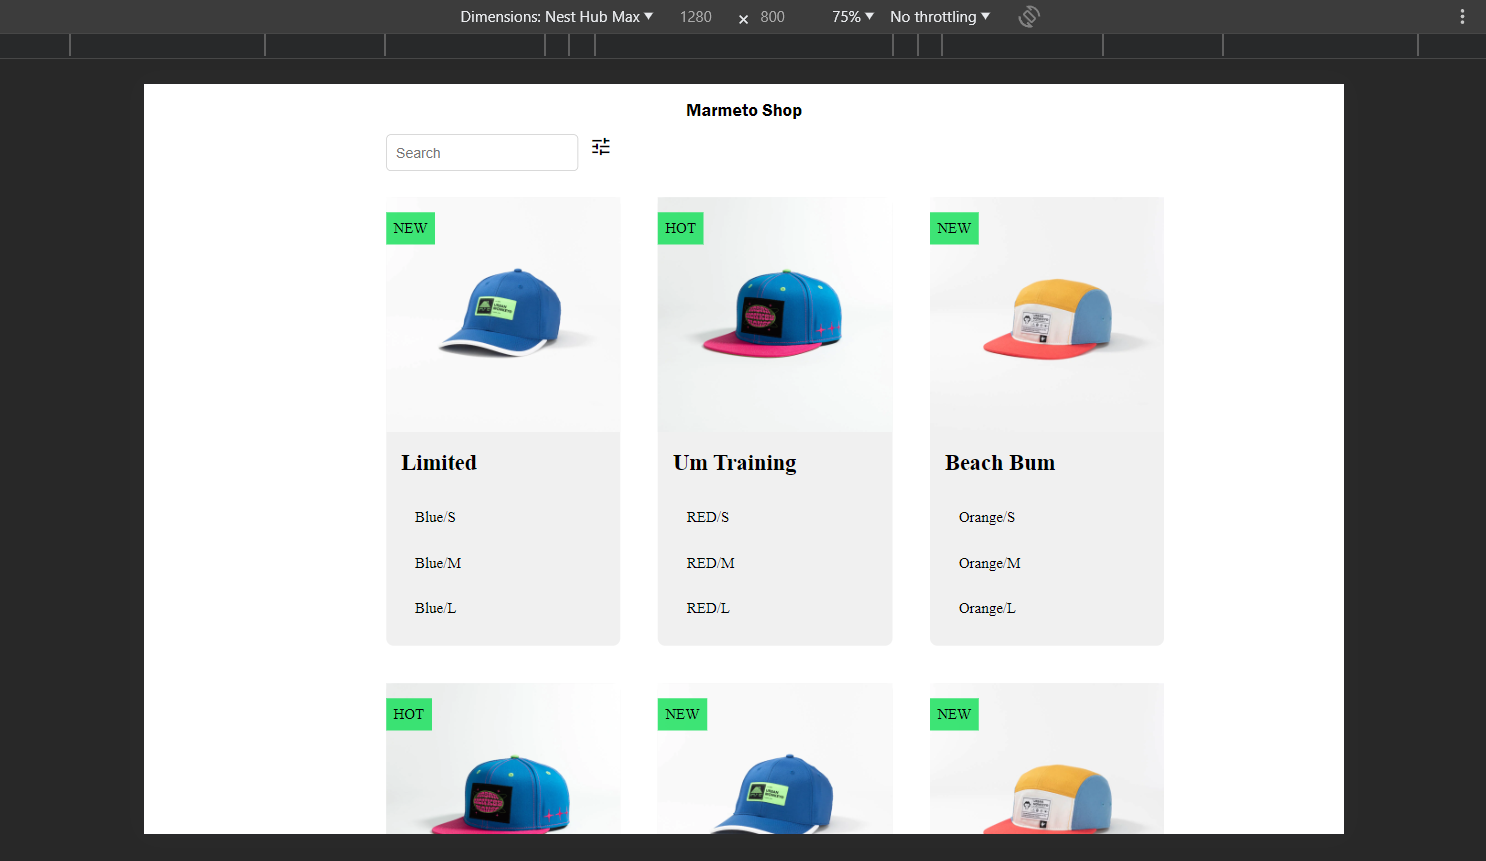 Dimensions: Nest Hub Max ▼ 1280 × 800 75% ▼ No throttling ▼
Marmeto Shop
Search
NEW HOT NEW
Limited Um Training Beach Bum
Blue/S RED/S Orange/S
Blue/M RED/M Orange/M
Blue/L RED/L Orange/L
HOT NEW NEW